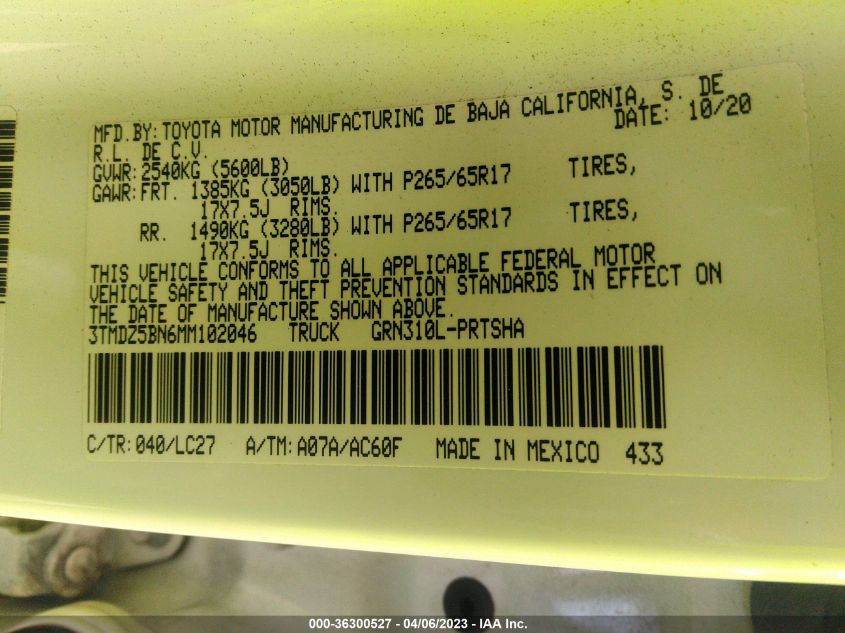 MFD.BY: TOYOTA MOTOR MANUFACTURING DE BAJA CALIFORNIA, S. DE
R.L. DE C.V. DATE: 10/20
GVWR: 2540KG (5600LB)
GAWR: FRT. 1385KG (3050LB) WITH P265/65R17 TIRES,
17X7.5J RIMS.
RR. 1490KG (3280LB) WITH P265/65R17 TIRES,
17X7.5J RIMS.
THIS VEHICLE CONFORMS TO ALL APPLICABLE FEDERAL MOTOR
VEHICLE SAFETY AND THEFT PREVENTION STANDARDS IN EFFECT ON
THE DATE OF MANUFACTURE SHOWN ABOVE.
3TMDZ5BN6MM102046 TRUCK GRN310L-PRTSHA
C/TR: 040/LC27 A/TM: A07A/AC60F MADE IN MEXICO 433
000-36300527 - 04/06/2023 - IAA Inc.